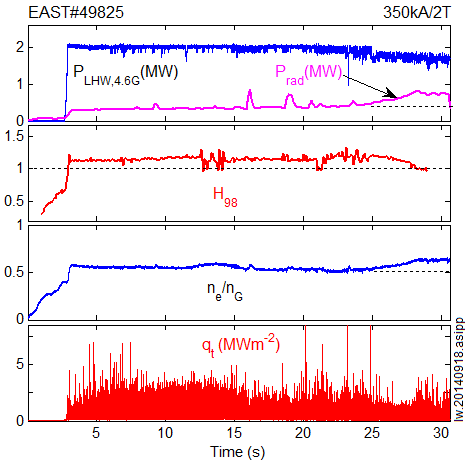 EAST#49825 350kA/2T
2
1
0
P_LHW,4.6G(MW) P_rad(MW)
1.5
1
0.5
H_98
1
0.5
0
n_e/n_G
5
0
q_t (MWm^-2)
5 10 15 20 25 30
Time (s)
lw.20140918.asipp